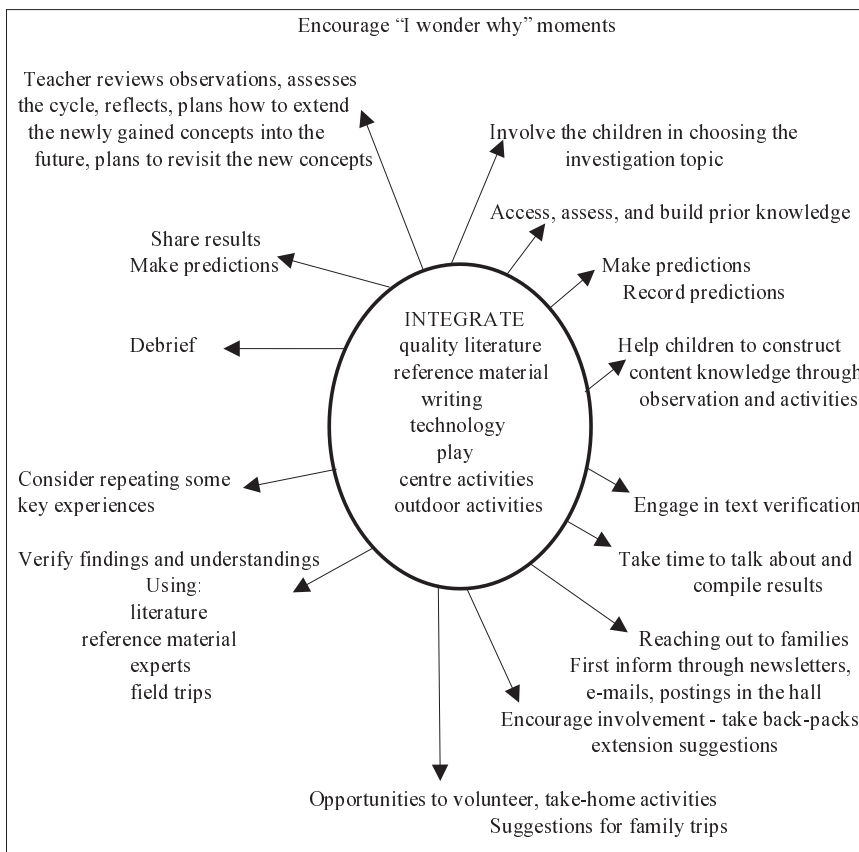 Encourage “I wonder why” moments
Teacher reviews observations, assesses
the cycle, reflects, plans how to extend
the newly gained concepts into the
future, plans to revisit the new concepts
Involve the children in choosing the
investigation topic
Access, assess, and build prior knowledge
Make predictions
Record predictions
Help children to construct
content knowledge through
observation and activities
Engage in text verification
Take time to talk about and
compile results
Reaching out to families
First inform through newsletters,
e-mails, postings in the hall
Encourage involvement - take back-packs
extension suggestions
Opportunities to volunteer, take-home activities
Suggestions for family trips
Verify findings and understandings
Using:
literature
reference material
experts
field trips
Consider repeating some
key experiences
Debrief
Share results
Make predictions
INTEGRATE
quality literature
reference material
writing
technology
play
centre activities
outdoor activities